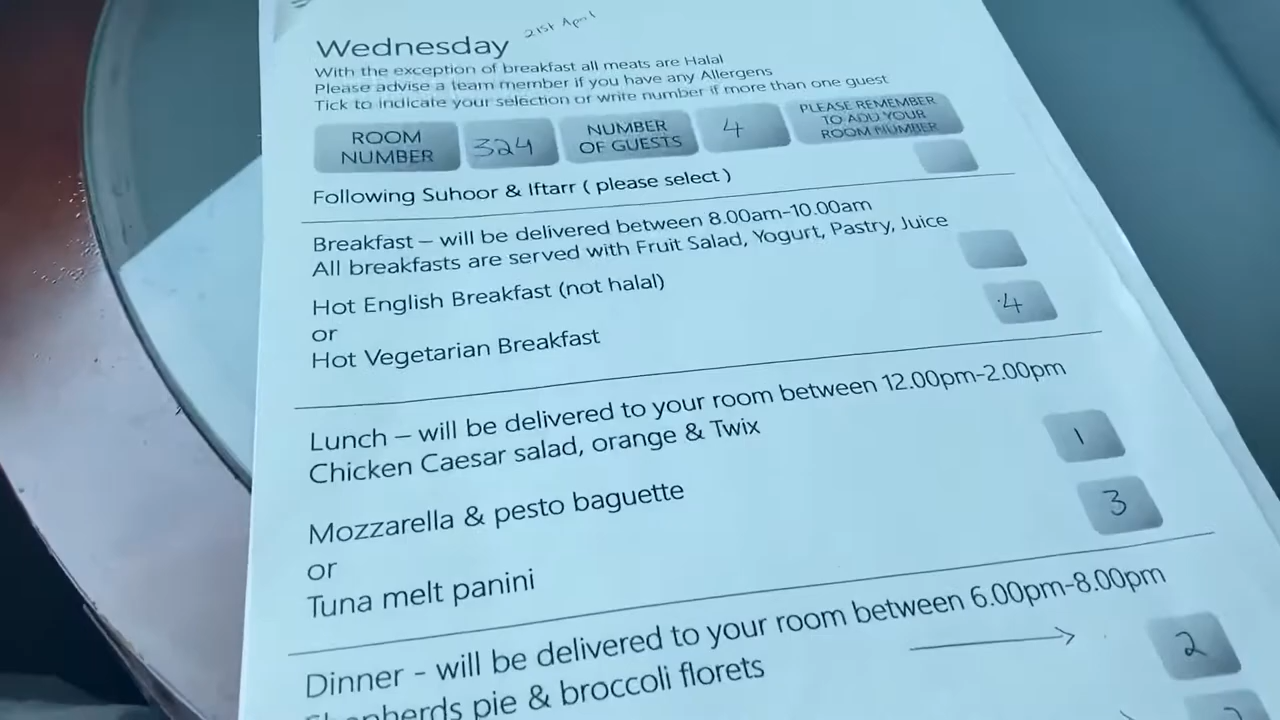 Wednesday 21st April
With the exception of breakfast all meats are Halal
Please advise a team member if you have any Allergens
Tick to indicate your selection or write number if more than one guest
ROOM NUMBER
324
NUMBER OF GUESTS
4
PLEASE REMEMBER TO ADD YOUR ROOM NUMBER
Following Suhoor & Iftarr ( please select )
Breakfast – will be delivered between 8.00am-10.00am
All breakfasts are served with Fruit Salad, Yogurt, Pastry, Juice
Hot English Breakfast (not halal)
or
4
Hot Vegetarian Breakfast
Lunch – will be delivered to your room between 12.00pm-2.00pm
Chicken Caesar salad, orange & Twix
1
Mozzarella & pesto baguette
3
or
Tuna melt panini
Dinner - will be delivered to your room between 6.00pm-8.00pm
Shepherds pie & broccoli florets
2